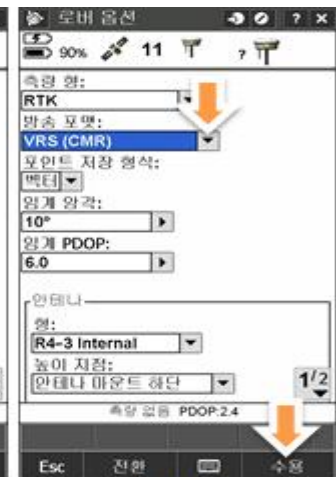 로버 옵션 ? X
90% 11 ?
측량 형:
RTK
방송 포맷:
VRS (CMR)
포인트 저장 형식:
벡터
임계 앙각:
10°
임계 PDOP:
6.0
안테나
형:
R4-3 Internal
높이 지점:
안테나 마운트 하단
1/2
측량 없음 PDOP:2.4
Esc 전환 수용